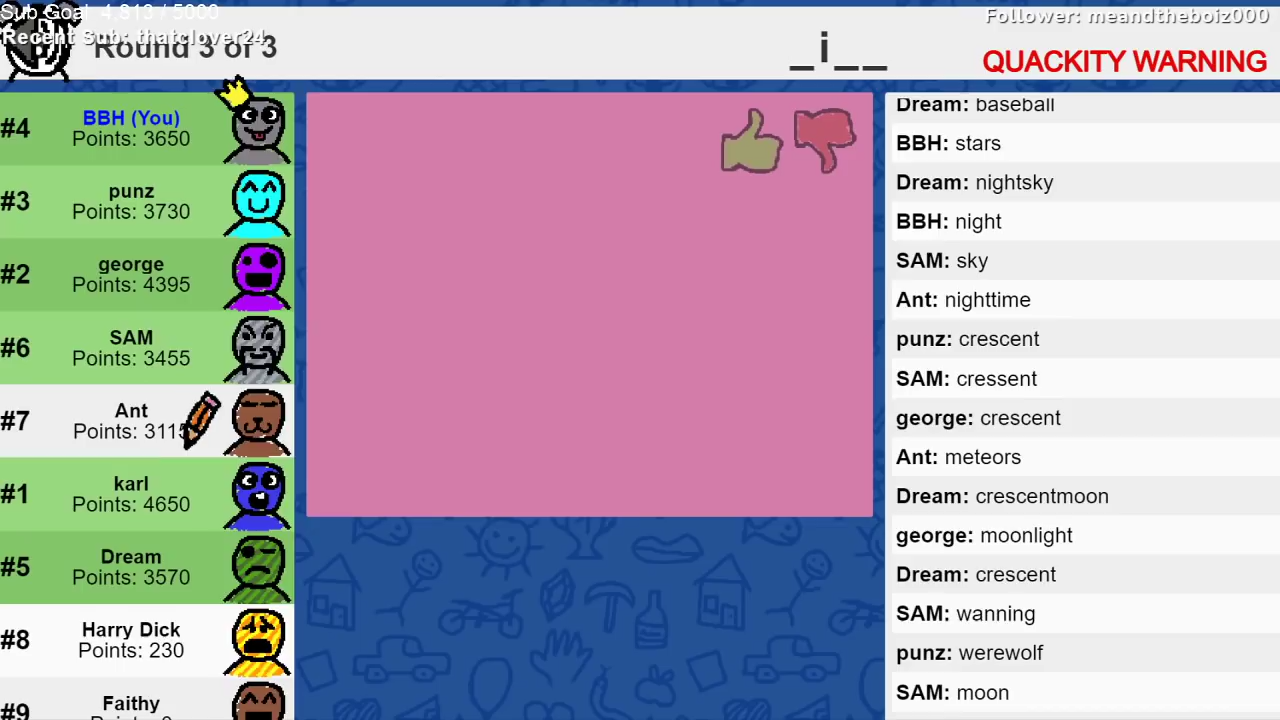 Sub Goal: 4,813 / 5000
Recent Sub: thatclover24
Round 3 of 3
_i__
Follower: meandtheboiz000
QUACKITY WARNING
#4
BBH (You)
Points: 3650
#3
punz
Points: 3730
#2
george
Points: 4395
#6
SAM
Points: 3455
#7
Ant
Points: 3115
#1
karl
Points: 4650
#5
Dream
Points: 3570
#8
Harry Dick
Points: 230
#9
Faithy
Points: 0
Dream: baseball
BBH: stars
Dream: nightsky
BBH: night
SAM: sky
Ant: nighttime
punz: crescent
SAM: cressent
george: crescent
Ant: meteors
Dream: crescentmoon
george: moonlight
Dream: crescent
SAM: wanning
punz: werewolf
SAM: moon